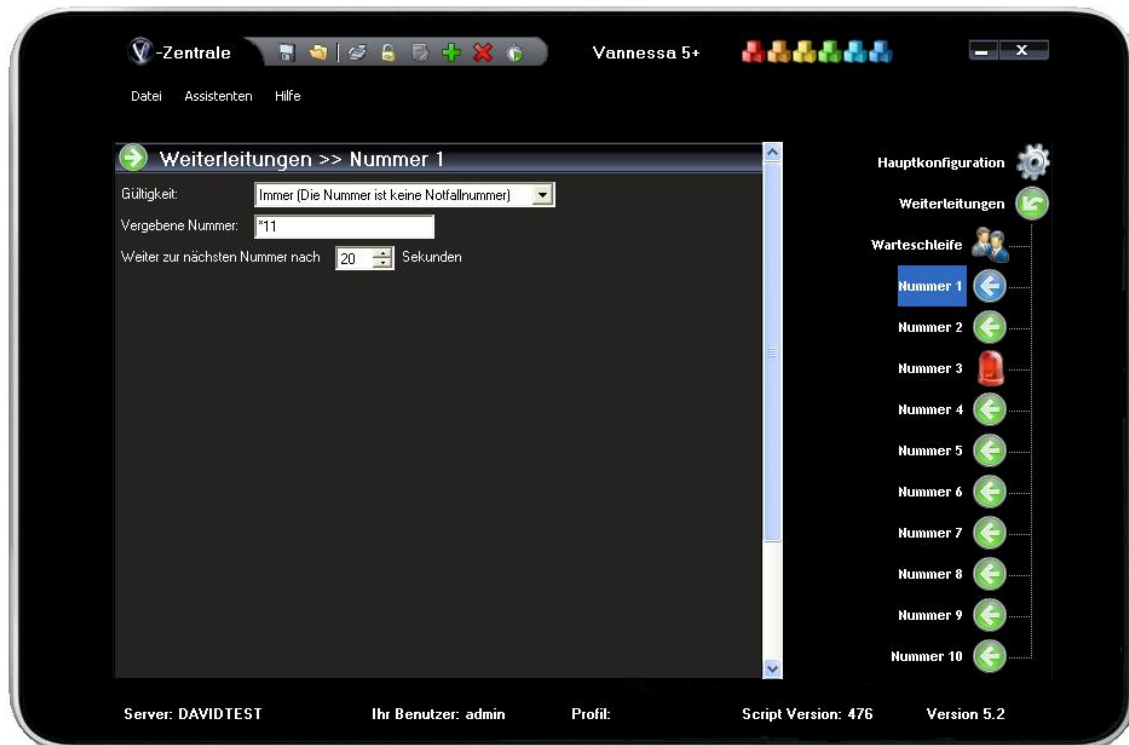 V-Zentrale
Vannessa 5+
Datei Assistenten Hilfe
Weiterleitungen >> Nummer 1
Gültigkeit: Immer (Die Nummer ist keine Notfallnummer)
Vergebene Nummer: *11
Weiter zur nächsten Nummer nach 20 Sekunden
Hauptkonfiguration
Weiterleitungen
Warteschleife
Nummer 1
Nummer 2
Nummer 3
Nummer 4
Nummer 5
Nummer 6
Nummer 7
Nummer 8
Nummer 9
Nummer 10
Server: DAVIDTEST Ihr Benutzer: admin Profil: Script Version: 476 Version 5.2